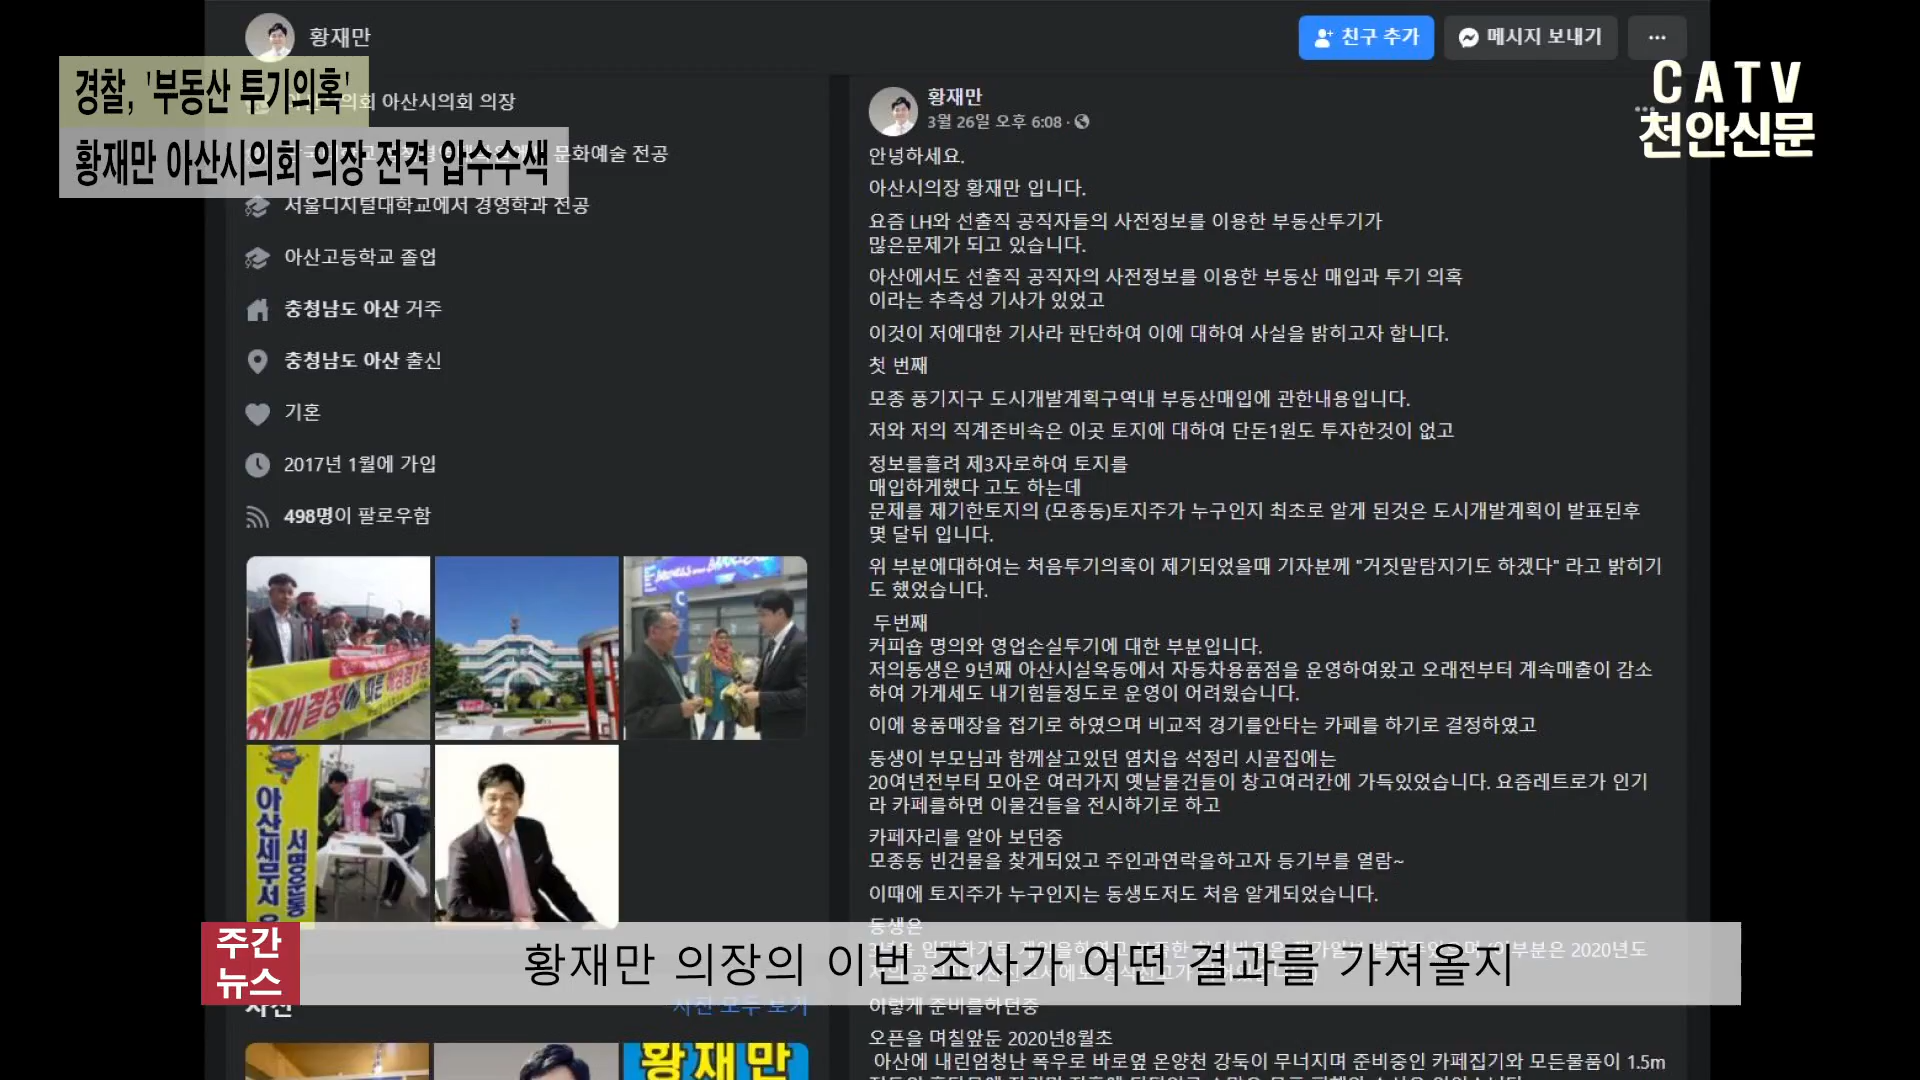 황재만
친구 추가
메시지 보내기
CATV
천안신문
경찰, '부동산 투기의혹'
황재만 아산시의회 의장 전격 압수수색
아산시의회 의장
문화예술 전공
서울디지털대학교에서 경영학과 전공
아산고등학교 졸업
충청남도 아산 거주
충청남도 아산 출신
기혼
2017년 1월에 가입
498명이 팔로우함
아산세무서
서명운동
사진
사진 모두 보기
황재만
황재만
3월 26일 오후 6:08
안녕하세요.
아산시의장 황재만 입니다.
요즘 LH와 선출직 공직자들의 사전정보를 이용한 부동산투기가
많은문제가 되고 있습니다.
아산에서도 선출직 공직자의 사전정보를 이용한 부동산 매입과 투기 의혹
이라는 추측성 기사가 있었고
이것이 저에대한 기사라 판단하여 이에 대하여 사실을 밝히고자 합니다.
첫 번째
모종 풍기지구 도시개발계획구역내 부동산매입에 관한내용입니다.
저와 저의 직계존비속은 이곳 토지에 대하여 단돈1원도 투자한것이 없고
정보를흘려 제3자로하여 토지를
매입하게했다 고도 하는데
문제를 제기한토지의 (모종동)토지주가 누구인지 최초로 알게 된것은 도시개발계획이 발표된후
몇 달뒤 입니다.
위 부분에대하여는 처음투기의혹이 제기되었을때 기자분께 "거짓말탐지기도 하겠다" 라고 밝히기
도 했었습니다.
두번째
커피숍 명의와 영업손실투기에 대한 부분입니다.
저의동생은 9년째 아산시실옥동에서 자동차용품점을 운영하여왔고 오래전부터 계속매출이 감소
하여 가게세도 내기힘들정도로 운영이 어려웠습니다.
이에 용품매장을 접기로 하였으며 비교적 경기를안타는 카페를 하기로 결정하였고
동생이 부모님과 함께살고있던 염치읍 석정리 시골집에는
20여년전부터 모아온 여러가지 옛날물건들이 창고여러칸에 가득있었습니다. 요즘레트로가 인기
라 카페를하면 이물건들을 전시하기로 하고
카페자리를 알아 보던중
모종동 빈건물을 찾게되었고 주인과연락을하고자 등기부를 열람~
이때에 토지주가 누구인지는 동생도저도 처음 알게되었습니다.
동생은
2020년도
주간
뉴스
황재만 의장의 이번 조사가 어떤 결과를 가져올지
이렇게 준비를하던중
오픈을 며칠앞둔 2020년8월초
아산에 내린엄청난 폭우로 바로옆 온양천 강둑이 무너지며 준비중인 카페집기와 모든물품이 1.5m